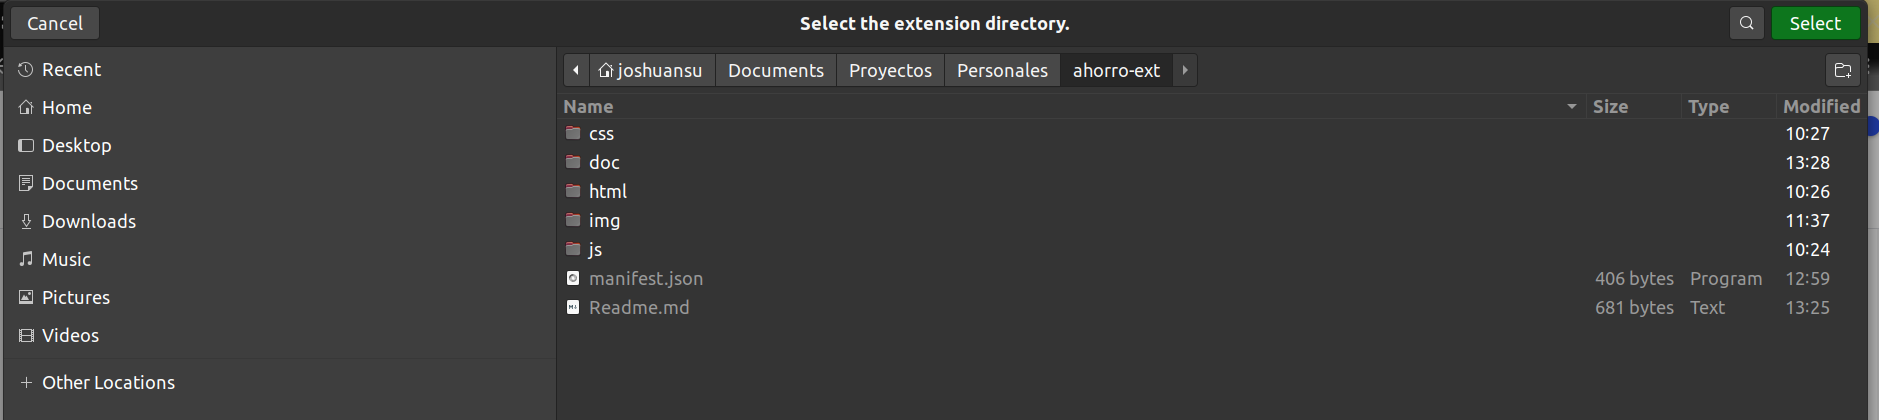 Cancel Select the extension directory. Select
Recent
Home
Desktop
Documents
Downloads
Music
Pictures
Videos
Other Locations
joshuansu Documents Proyectos Personales ahorro-ext
Name Size Type Modified
css 10:27
doc 13:28
html 10:26
img 11:37
js 10:24
manifest.json 406 bytes Program 12:59
Readme.md 681 bytes Text 13:25